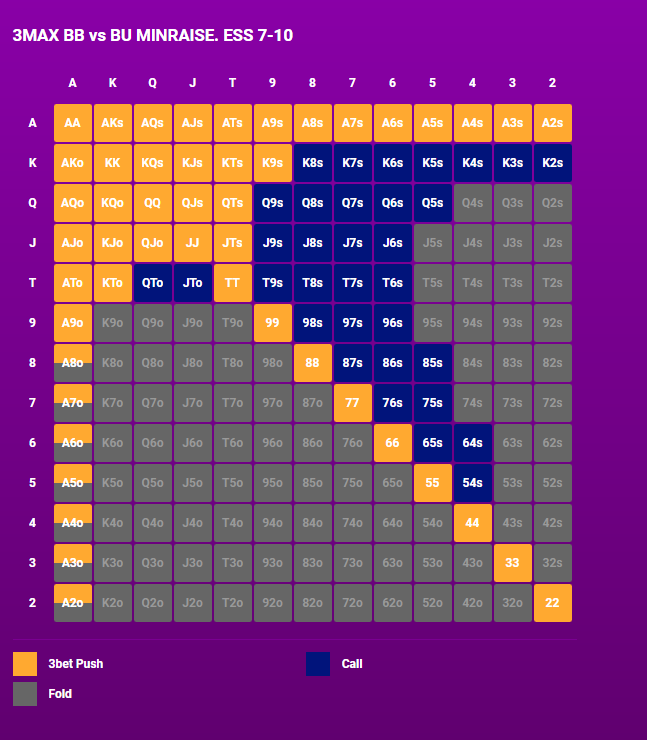 3MAX BB vs BU MINRAISE. ESS 7-10
A K Q J T 9 8 7 6 5 4 3 2
A AA AKs AQs AJs ATs A9s A8s A7s A6s A5s A4s A3s A2s
K AKo KK KQs KJs KTs K9s K8s K7s K6s K5s K4s K3s K2s
Q AQo KQo QQ QJs QTs Q9s Q8s Q7s Q6s Q5s Q4s Q3s Q2s
J AJo KJo QJo JJ JTs J9s J8s J7s J6s J5s J4s J3s J2s
T ATo KTo QTo JTo TT T9s T8s T7s T6s T5s T4s T3s T2s
9 A9o K9o Q9o J9o T9o 99 98s 97s 96s 95s 94s 93s 92s
8 A8o K8o Q8o J8o T8o 98o 88 87s 86s 85s 84s 83s 82s
7 A7o K7o Q7o J7o T7o 97o 87o 77 76s 75s 74s 73s 72s
6 A6o K6o Q6o J6o T6o 96o 86o 76o 66 65s 64s 63s 62s
5 A5o K5o Q5o J5o T5o 95o 85o 75o 65o 55 54s 53s 52s
4 A4o K4o Q4o J4o T4o 94o 84o 74o 64o 54o 44 43s 42s
3 A3o K3o Q3o J3o T3o 93o 83o 73o 63o 53o 43o 33 32s
2 A2o K2o Q2o J2o T2o 92o 82o 72o 62o 52o 42o 32o 22
3bet Push Call
Fold